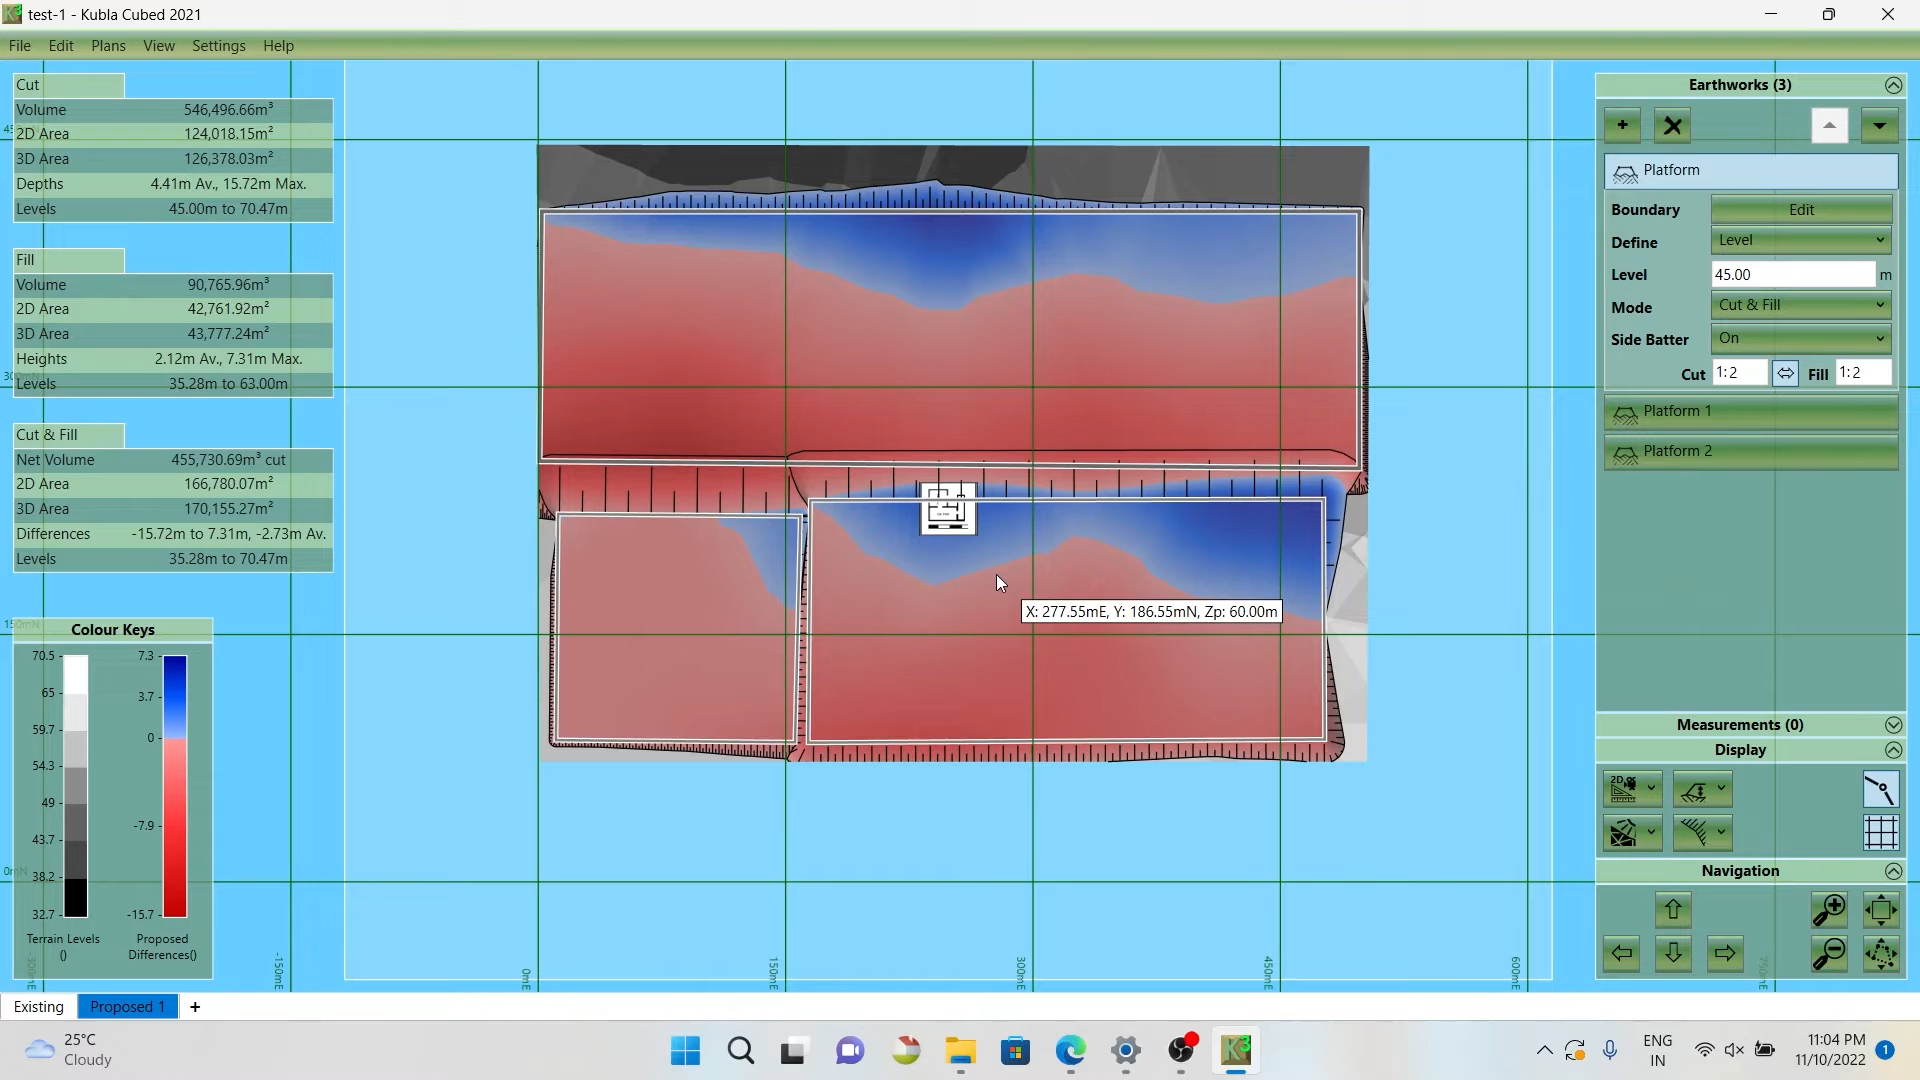 test-1 - Kubla Cubed 2021
File Edit Plans View Settings Help
Cut
Volume 546,496.66m³
2D Area 124,018.15m²
3D Area 126,378.03m²
Depths 4.41m Av., 15.72m Max.
Levels 45.00m to 70.47m
Fill
Volume 90,765.96m³
2D Area 42,761.92m²
3D Area 43,777.24m²
Heights 2.12m Av., 7.31m Max.
Levels 35.28m to 63.00m
Cut & Fill
Net Volume 455,730.69m³ cut
2D Area 166,780.07m²
3D Area 170,155.27m²
Differences -15.72m to 7.31m, -2.73m Av.
Levels 35.28m to 70.47m
Colour Keys
70.5 7.3
65 3.7
59.7 0
54.3
49 -7.9
43.7
38.2
32.7 -15.7
Terrain Levels Proposed
() Differences()
0mN
-150mE
0mE
150mE
300mE
450mE
600mE
X: 277.55mE, Y: 186.55mN, Zp: 60.00m
Earthworks (3)
Platform
Boundary Edit
Define Level
Level 45.00 m
Mode Cut & Fill
Side Batter On
Cut 1:2 Fill 1:2
Platform 1
Platform 2
Measurements (0)
Display
2D
Navigation
Existing Proposed 1 +
25°C
Cloudy
ENG
IN
11:04 PM
11/10/2022
1